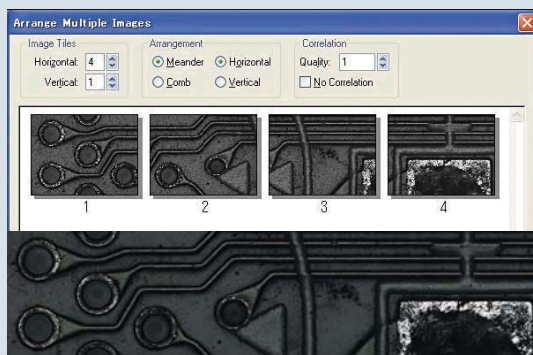 Arrange Multiple Images
Image Tiles
Horizontal: 4
Vertical: 1
Arrangement
Meander Horizontal
Comb Vertical
Correlation
Quality: 1
No Correlation
1 2 3 4